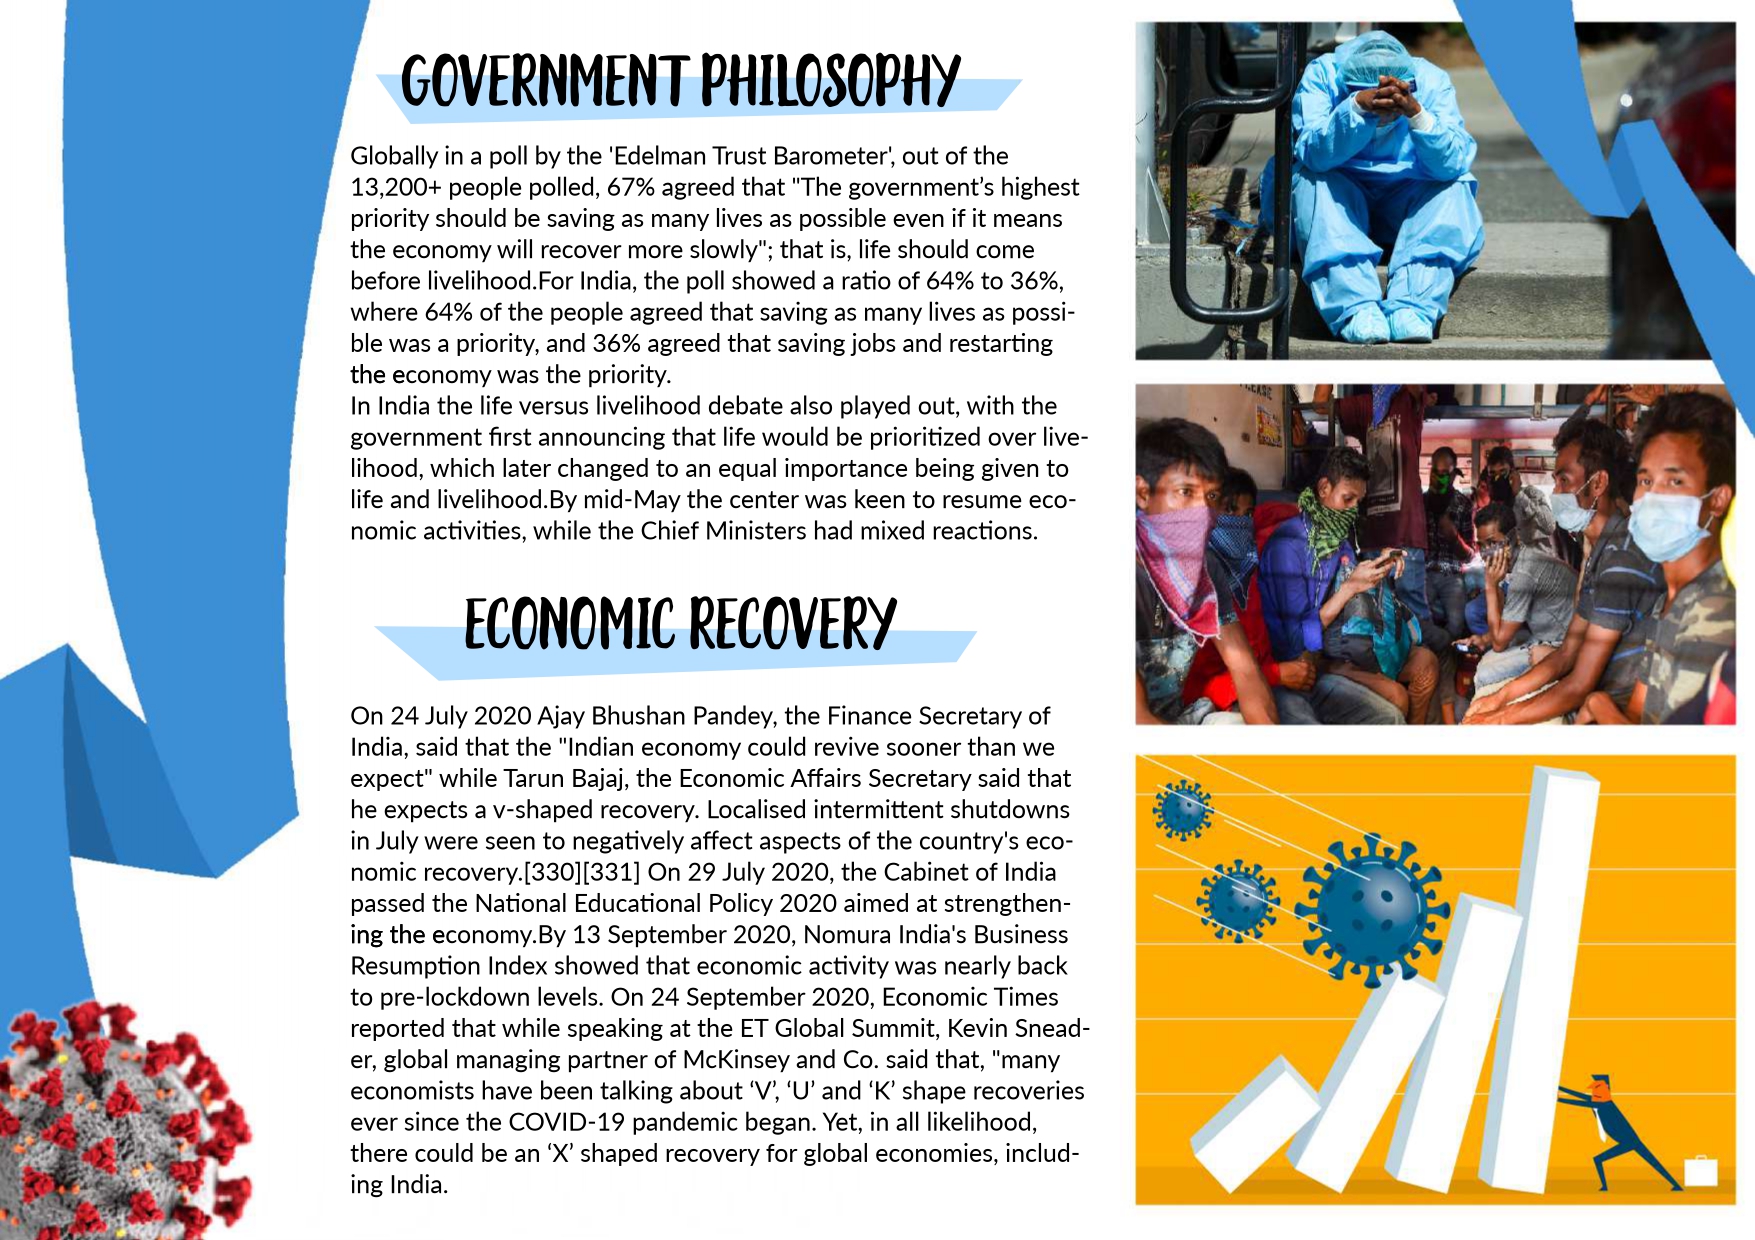 GOVERNMENT PHILOSOPHY
Globally in a poll by the 'Edelman Trust Barometer', out of the
13,200+ people polled, 67% agreed that "The government’s highest
priority should be saving as many lives as possible even if it means
the economy will recover more slowly"; that is, life should come
before livelihood.For India, the poll showed a ratio of 64% to 36%,
where 64% of the people agreed that saving as many lives as possi-
ble was a priority, and 36% agreed that saving jobs and restarting
the economy was the priority.
In India the life versus livelihood debate also played out, with the
government first announcing that life would be prioritized over live-
lihood, which later changed to an equal importance being given to
life and livelihood.By mid-May the center was keen to resume eco-
nomic activities, while the Chief Ministers had mixed reactions.
ECONOMIC RECOVERY
On 24 July 2020 Ajay Bhushan Pandey, the Finance Secretary of
India, said that the "Indian economy could revive sooner than we
expect" while Tarun Bajaj, the Economic Affairs Secretary said that
he expects a v-shaped recovery. Localised intermittent shutdowns
in July were seen to negatively affect aspects of the country's eco-
nomic recovery.[330][331] On 29 July 2020, the Cabinet of India
passed the National Educational Policy 2020 aimed at strengthen-
ing the economy.By 13 September 2020, Nomura India's Business
Resumption Index showed that economic activity was nearly back
to pre-lockdown levels. On 24 September 2020, Economic Times
reported that while speaking at the ET Global Summit, Kevin Snead-
er, global managing partner of McKinsey and Co. said that, "many
economists have been talking about ‘V’, ‘U’ and ‘K’ shape recoveries
ever since the COVID-19 pandemic began. Yet, in all likelihood,
there could be an ‘X’ shaped recovery for global economies, includ-
ing India.